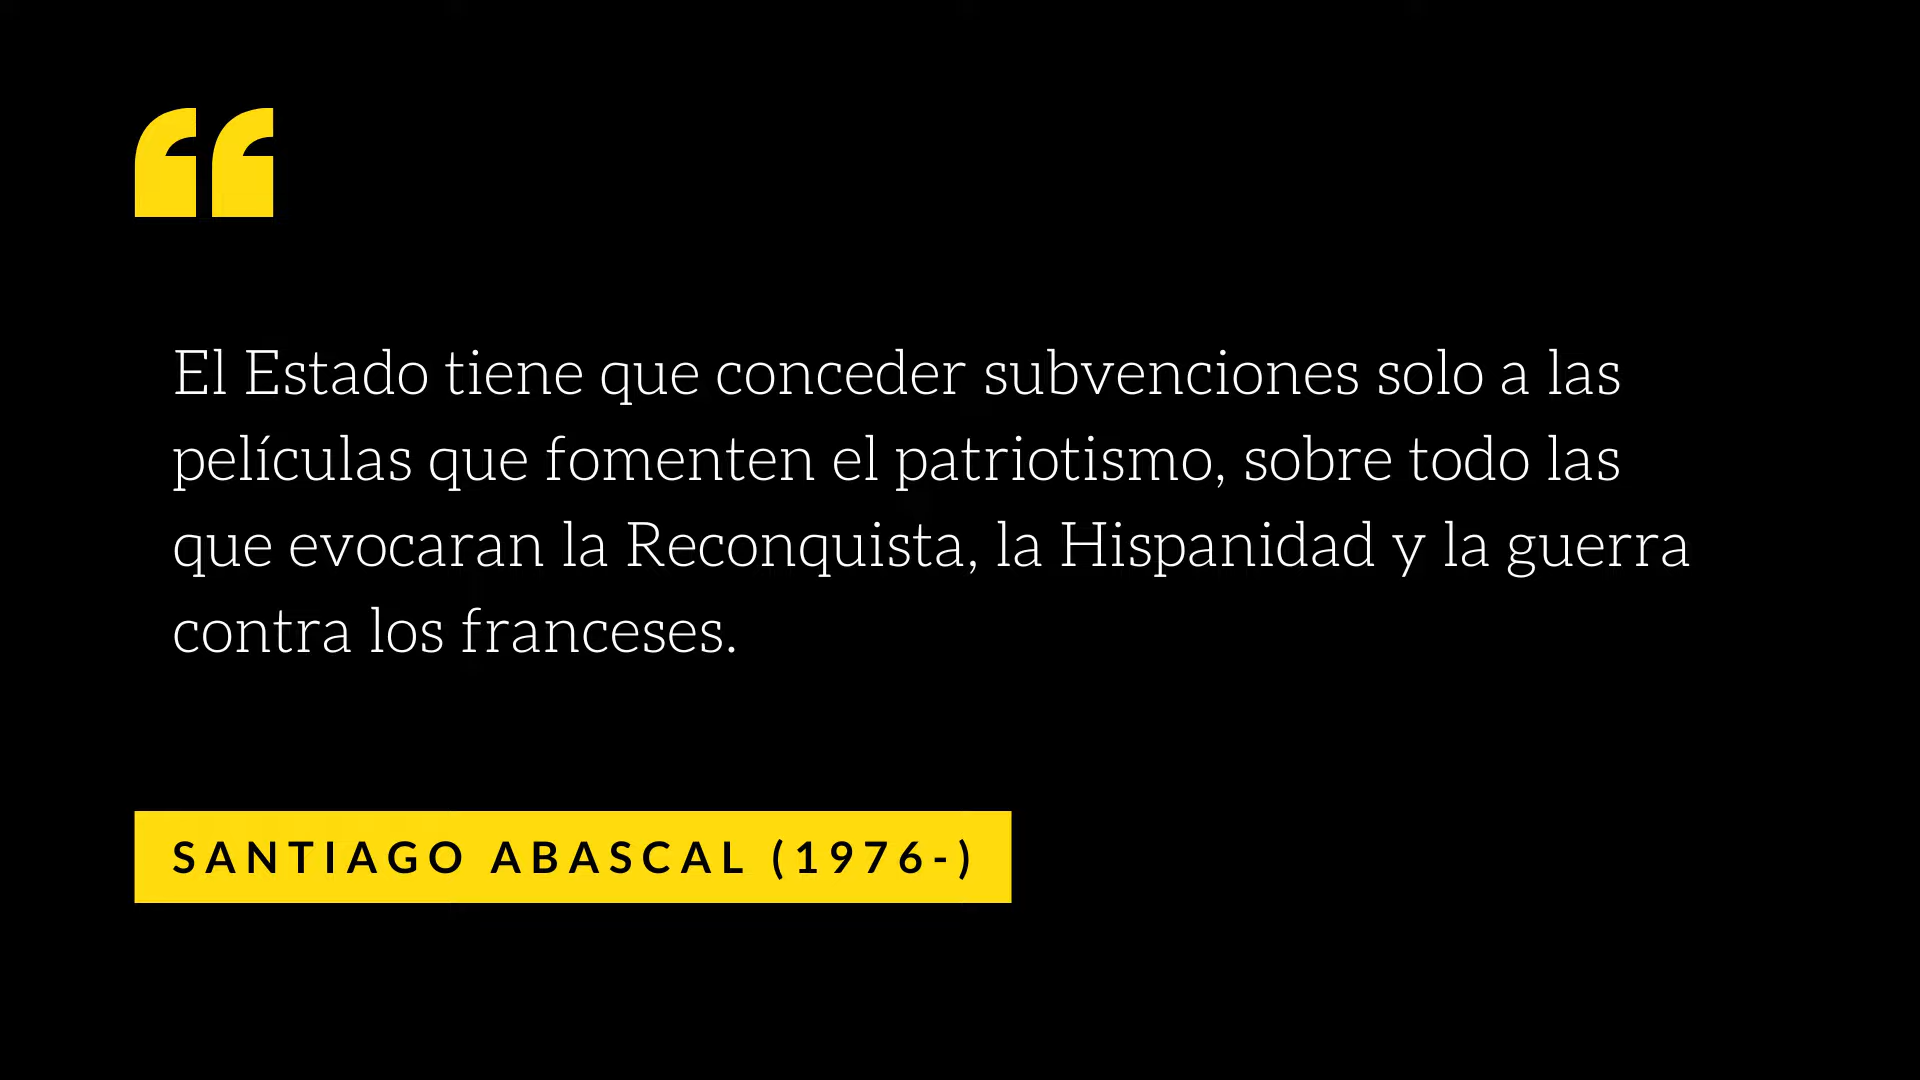 “
El Estado tiene que conceder subvenciones solo a las
películas que fomenten el patriotismo, sobre todo las
que evocaran la Reconquista, la Hispanidad y la guerra
contra los franceses.
SANTIAGO ABASCAL (1976-)